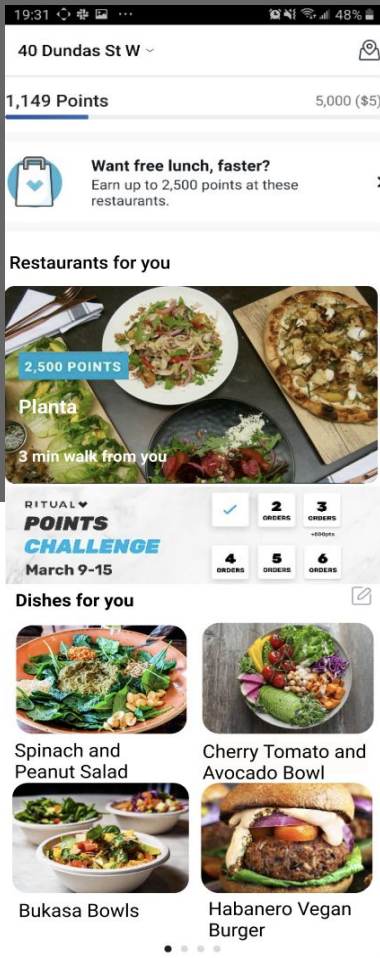 19:31 ... 48%
40 Dundas St W
1,149 Points 5,000 ($5)
Want free lunch, faster?
Earn up to 2,500 points at these
restaurants.
Restaurants for you
2,500 POINTS
Planta
3 min walk from you
RITUAL
POINTS
CHALLENGE
March 9-15
2 3
ORDERS ORDERS
+800pts
4 5 6
ORDERS ORDERS ORDERS
Dishes for you
Spinach and
Peanut Salad
Cherry Tomato and
Avocado Bowl
Bukasa Bowls
Habanero Vegan
Burger